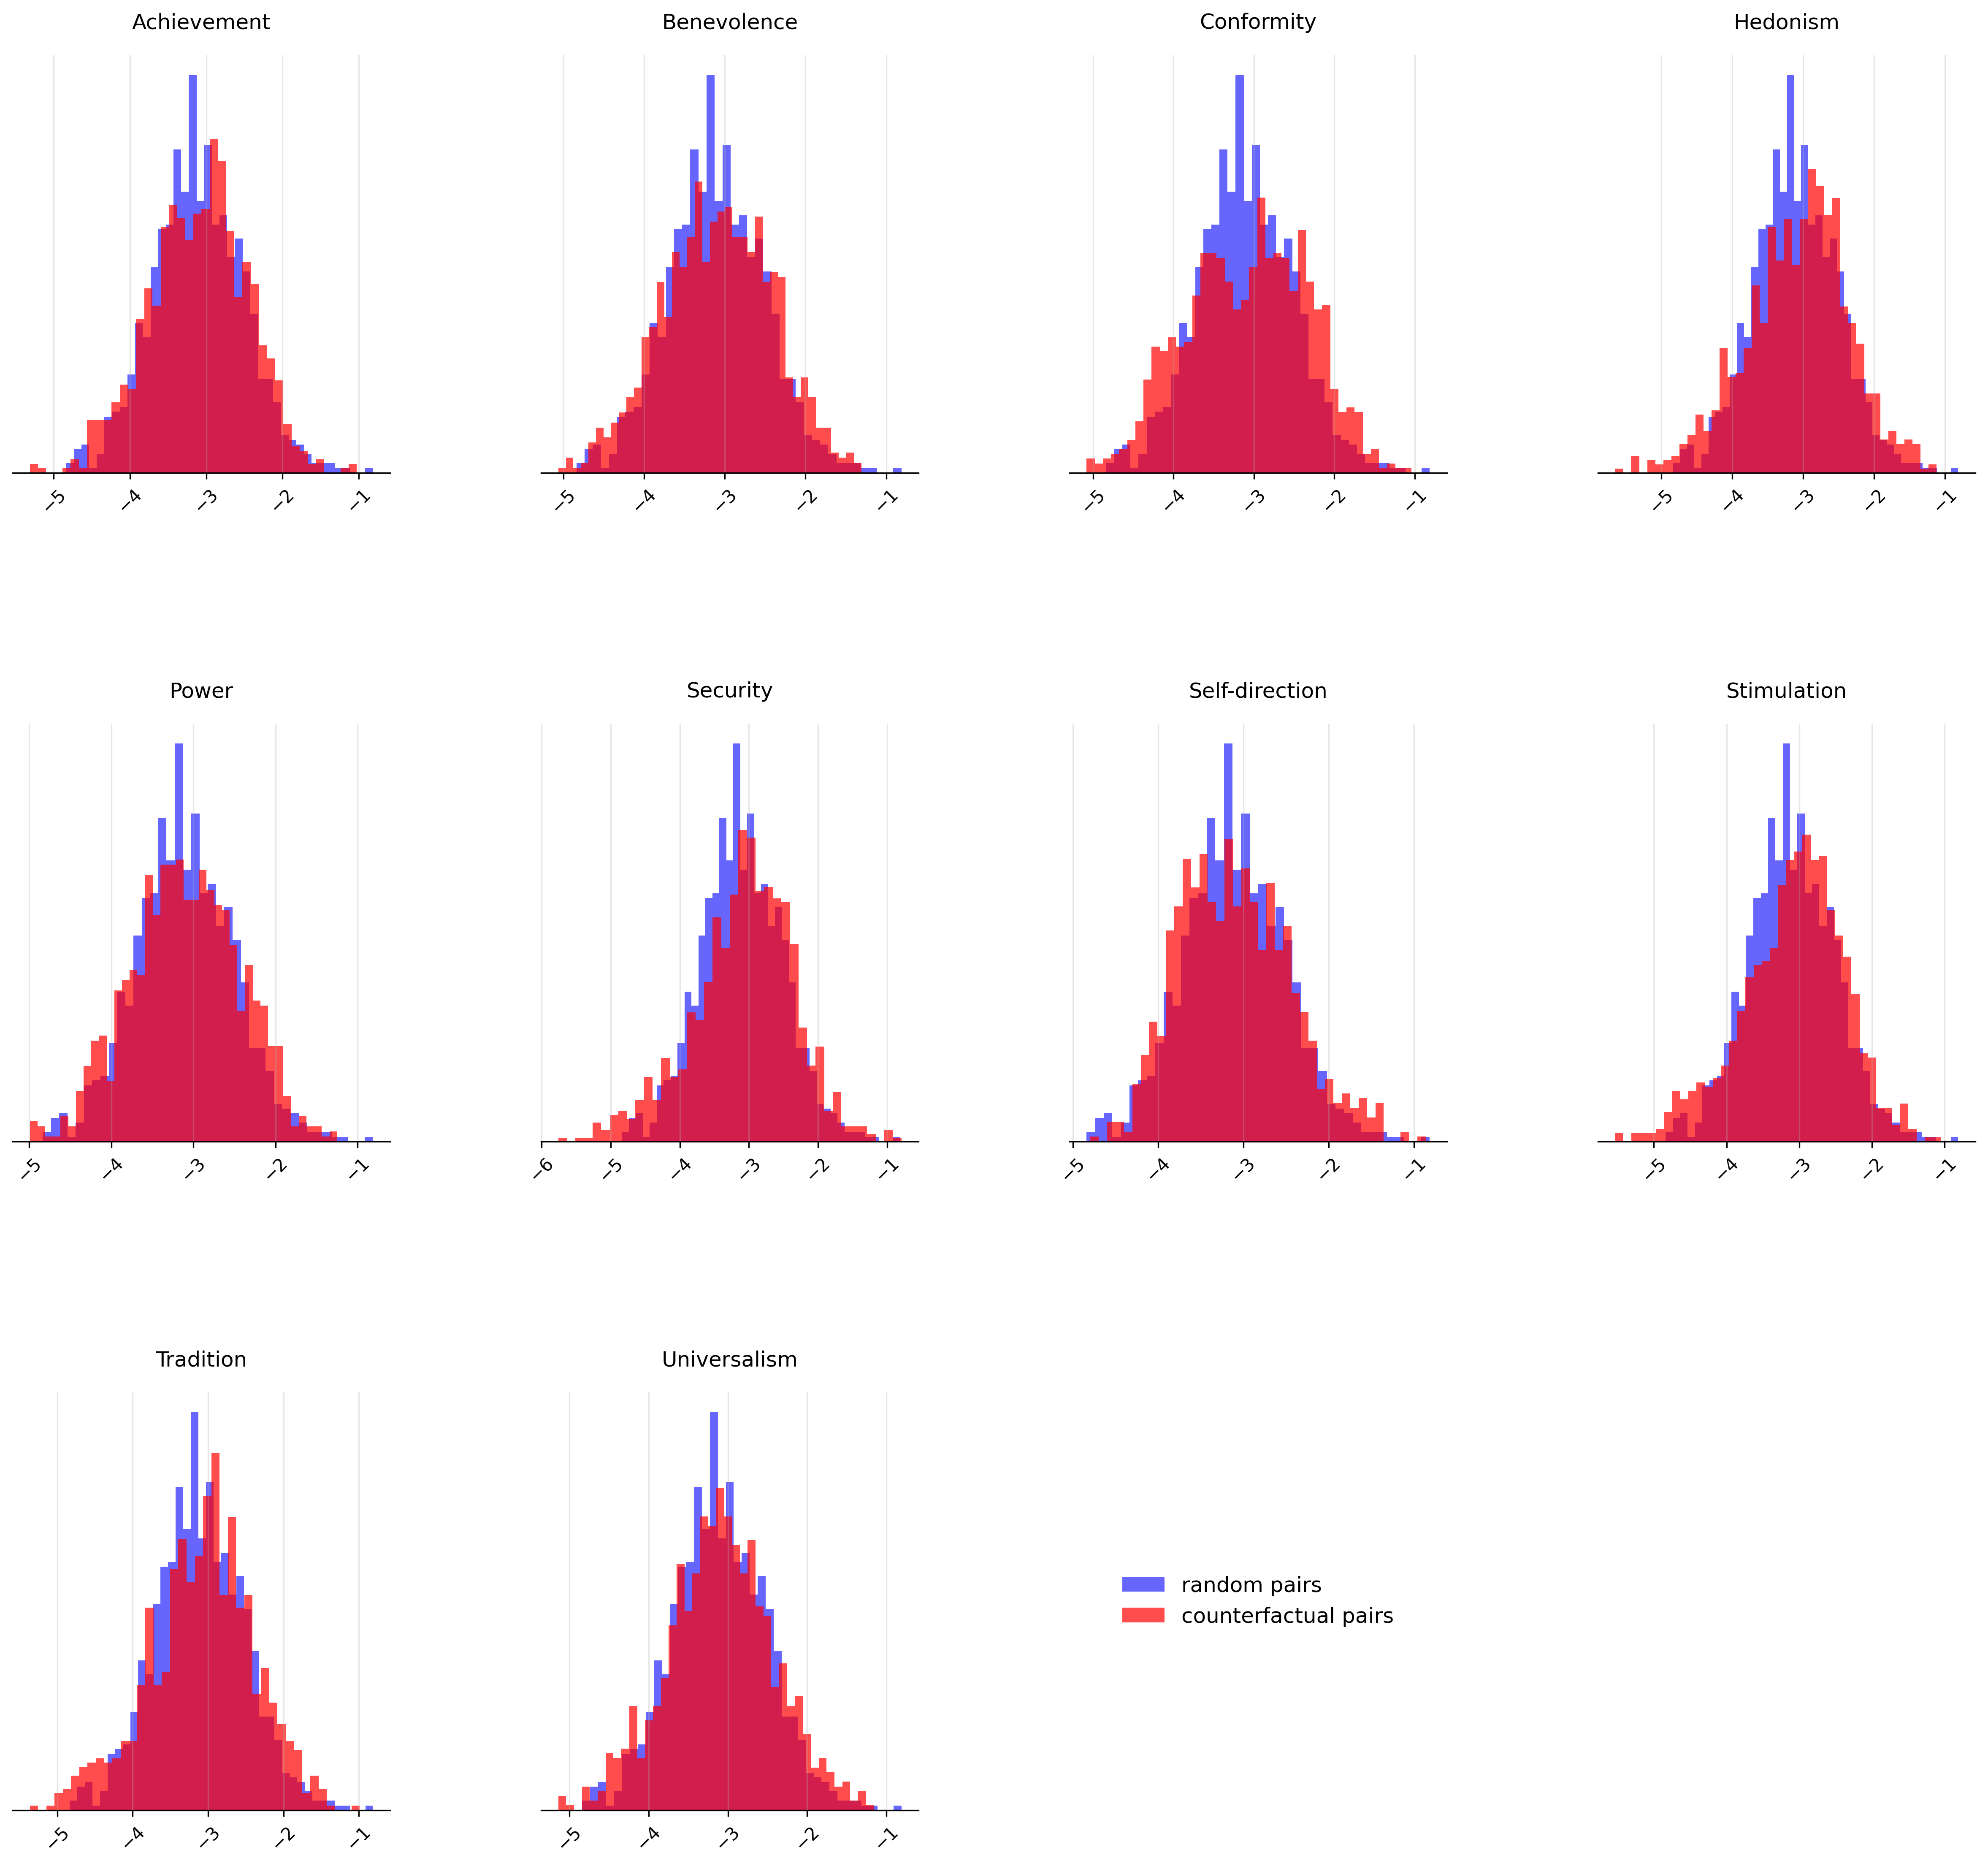 Achievement
Benevolence
Conformity
Hedonism
−5 −4 −3 −2 −1
−5 −4 −3 −2 −1
−5 −4 −3 −2 −1
−5 −4 −3 −2 −1
Power
Security
Self-direction
Stimulation
−5 −4 −3 −2 −1
−6 −5 −4 −3 −2 −1
−5 −4 −3 −2 −1
−5 −4 −3 −2 −1
Tradition
Universalism
random pairs
counterfactual pairs
−5 −4 −3 −2 −1
−5 −4 −3 −2 −1